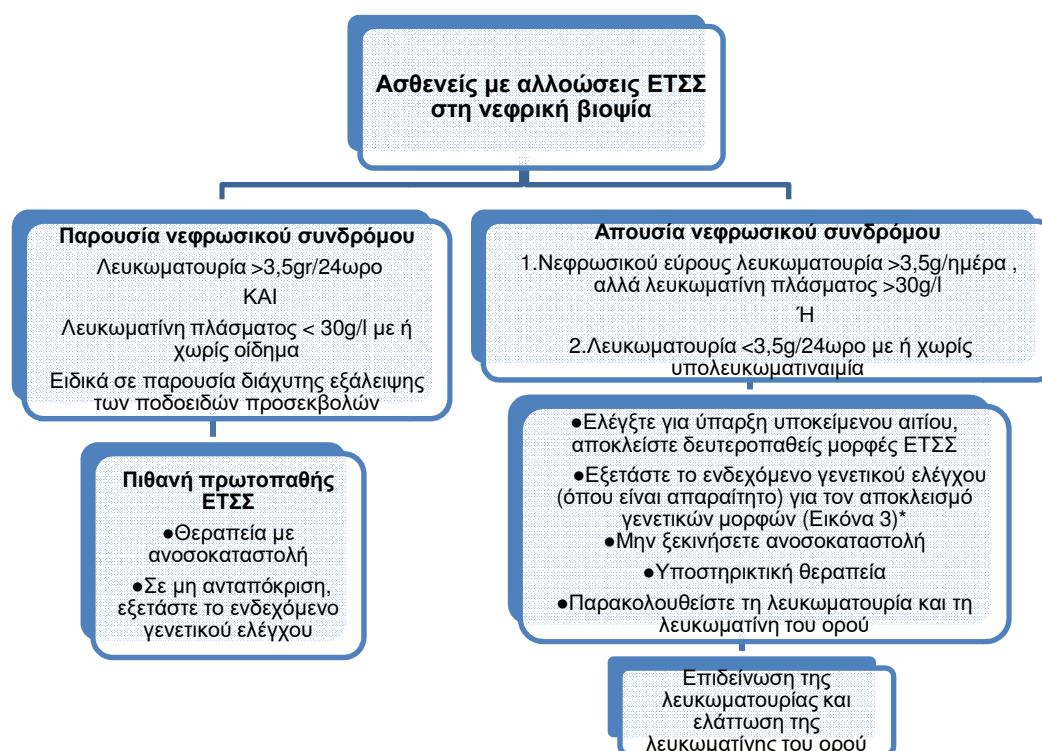 Ασθενείς με αλλοώσεις ΕΤΣΣ
στη νεφρική βιοψία
Παρουσία νεφρωσικού συνδρόμου
Λευκωματουρία >3,5gr/24ωρο
ΚΑΙ
Λευκωματίνη πλάσματος < 30g/l με ή
χωρίς οίδημα
Ειδικά σε παρουσία διάχυτης εξάλειψης
των ποδοειδών προσεκβολών
Πιθανή πρωτοπαθής
ΕΤΣΣ
●Θεραπεία με
ανοσοκαταστολή
●Σε μη ανταπόκριση,
εξετάστε το ενδεχόμενο
γενετικού ελέγχου
Απουσία νεφρωσικού συνδρόμου
1.Νεφρωσικού εύρους λευκωματουρία >3,5g/ημέρα ,
αλλά λευκωματίνη πλάσματος >30g/l
Ή
2.Λευκωματουρία <3,5g/24ωρο με ή χωρίς
υπολευκωματιναιμία
●Ελέγξτε για ύπαρξη υποκείμενου αιτίου,
αποκλείστε δευτεροπαθείς μορφές ΕΤΣΣ
●Εξετάστε το ενδεχόμενο γενετικού ελέγχου
(όπου είναι απαραίτητο) για τον αποκλεισμό
γενετικών μορφών (Εικόνα 3)*
●Μην ξεκινήσετε ανοσοκαταστολή
●Υποστηρικτική θεραπεία
●Παρακολουθείστε τη λευκωματουρία και τη
λευκωματίνη του ορού
Επιδείνωση της
λευκωματουρίας και
ελάττωση της
λευκωματίνης του ορού